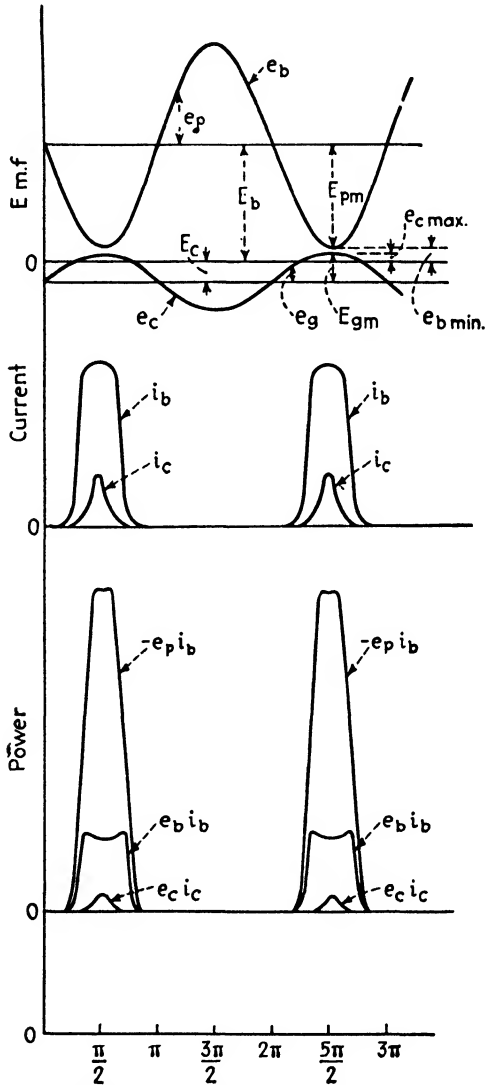 E m.f
e_b
e_p
E_b
E_pm
e_c max.
0
E_c
e_c
e_g
E_gm
e_b min.
Current
i_b
i_b
i_c
i_c
0
Power
-e_p i_b
-e_p i_b
e_b i_b
e_b i_b
e_c i_c
e_c i_c
0
0
π/2
π
3π/2
2π
5π/2
3π